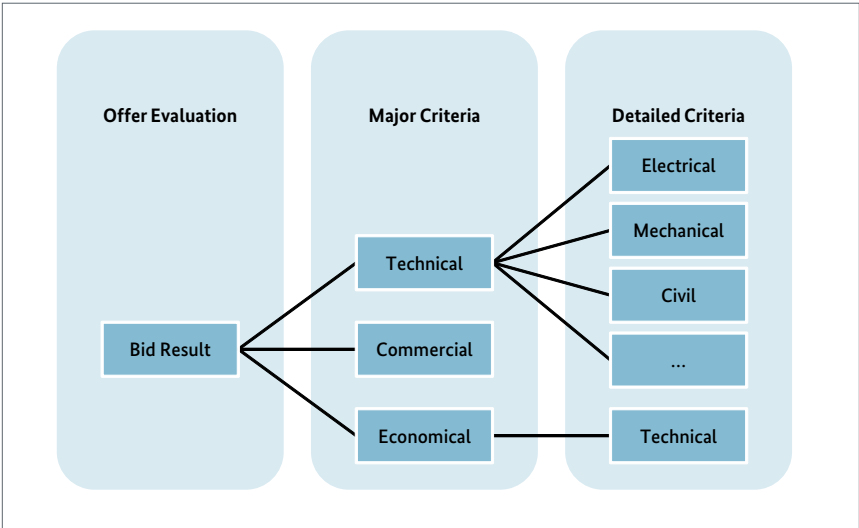 Offer Evaluation
Major Criteria
Detailed Criteria
Electrical
Mechanical
Technical
Civil
Bid Result
Commercial
...
Economical
Technical